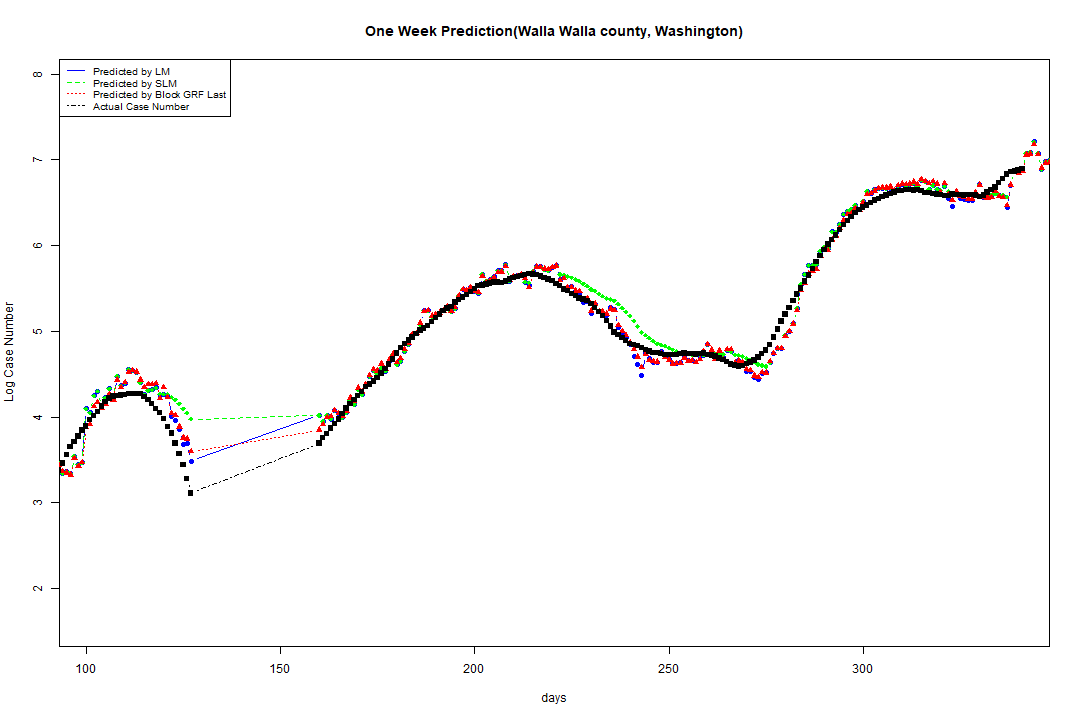 One Week Prediction(Walla Walla county, Washington)
Predicted by LM
Predicted by SLM
Predicted by Block GRF Last
Actual Case Number
8
7
6
5
4
3
2
Log Case Number
100 150 200 250 300
days